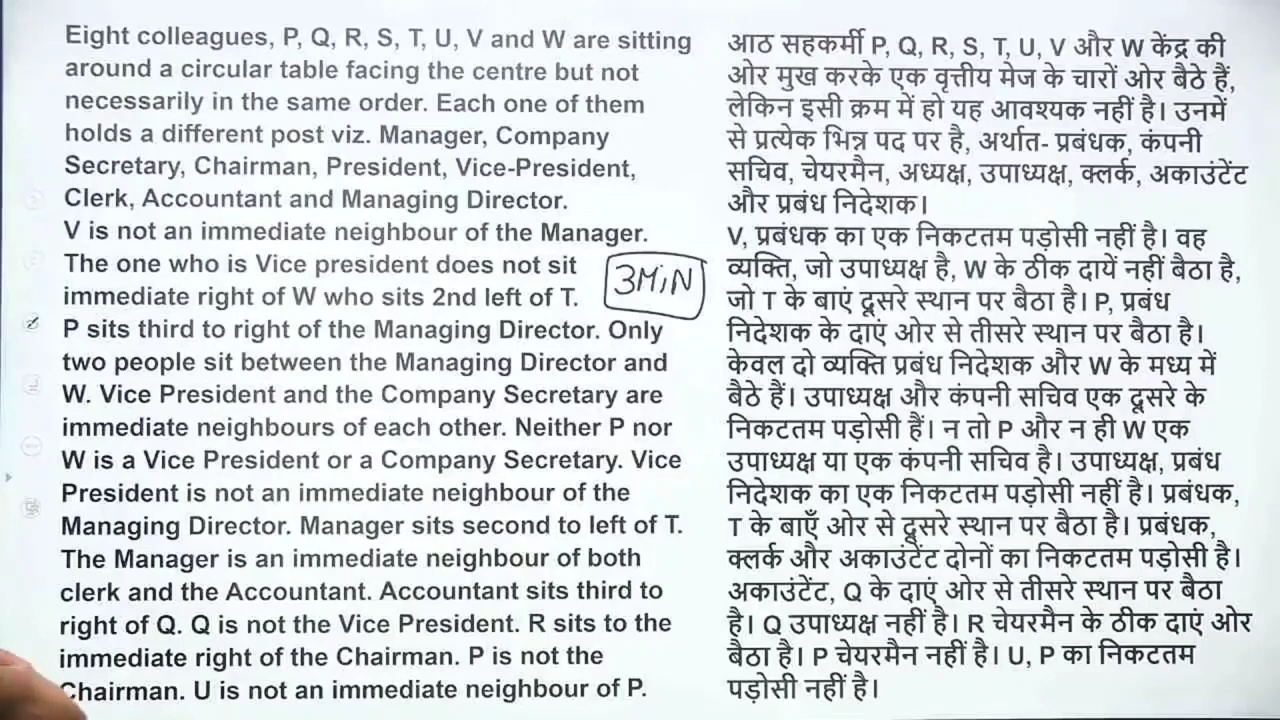 Eight colleagues, P, Q, R, S, T, U, V and W are sitting
around a circular table facing the centre but not
necessarily in the same order. Each one of them
holds a different post viz. Manager, Company
Secretary, Chairman, President, Vice-President,
Clerk, Accountant and Managing Director.
V is not an immediate neighbour of the Manager.
The one who is Vice president does not sit
immediate right of W who sits 2nd left of T.
P sits third to right of the Managing Director. Only
two people sit between the Managing Director and
W. Vice President and the Company Secretary are
immediate neighbours of each other. Neither P nor
W is a Vice President or a Company Secretary. Vice
President is not an immediate neighbour of the
Managing Director. Manager sits second to left of T.
The Manager is an immediate neighbour of both
clerk and the Accountant. Accountant sits third to
right of Q. Q is not the Vice President. R sits to the
immediate right of the Chairman. P is not the
Chairman. U is not an immediate neighbour of P.
3MiN
आठ सहकर्मी P, Q, R, S, T, U, V और W केंद्र की
ओर मुख करके एक वृत्तीय मेज के चारों ओर बैठे हैं,
लेकिन इसी क्रम में हो यह आवश्यक नहीं है। उनमें
से प्रत्येक भिन्न पद पर है, अर्थात- प्रबंधक, कंपनी
सचिव, चेयरमैन, अध्यक्ष, उपाध्यक्ष, क्लर्क, अकाउंटेंट
और प्रबंध निदेशक।
V, प्रबंधक का एक निकटतम पड़ोसी नहीं है। वह
व्यक्ति, जो उपाध्यक्ष है, W के ठीक दायें नहीं बैठा है,
जो T के बाएं दूसरे स्थान पर बैठा है। P, प्रबंध
निदेशक के दाएं ओर से तीसरे स्थान पर बैठा है।
केवल दो व्यक्ति प्रबंध निदेशक और W के मध्य में
बैठे हैं। उपाध्यक्ष और कंपनी सचिव एक दूसरे के
निकटतम पड़ोसी हैं। न तो P और न ही W एक
उपाध्यक्ष या एक कंपनी सचिव है। उपाध्यक्ष, प्रबंध
निदेशक का एक निकटतम पड़ोसी नहीं है। प्रबंधक,
T के बाएँ ओर से दूसरे स्थान पर बैठा है। प्रबंधक,
क्लर्क और अकाउंटेंट दोनों का निकटतम पड़ोसी है।
अकाउंटेंट, Q के दाएं ओर से तीसरे स्थान पर बैठा
है। Q उपाध्यक्ष नहीं है। R चेयरमैन के ठीक दाएं ओर
बैठा है। P चेयरमैन नहीं है। U, P का निकटतम
पड़ोसी नहीं है।